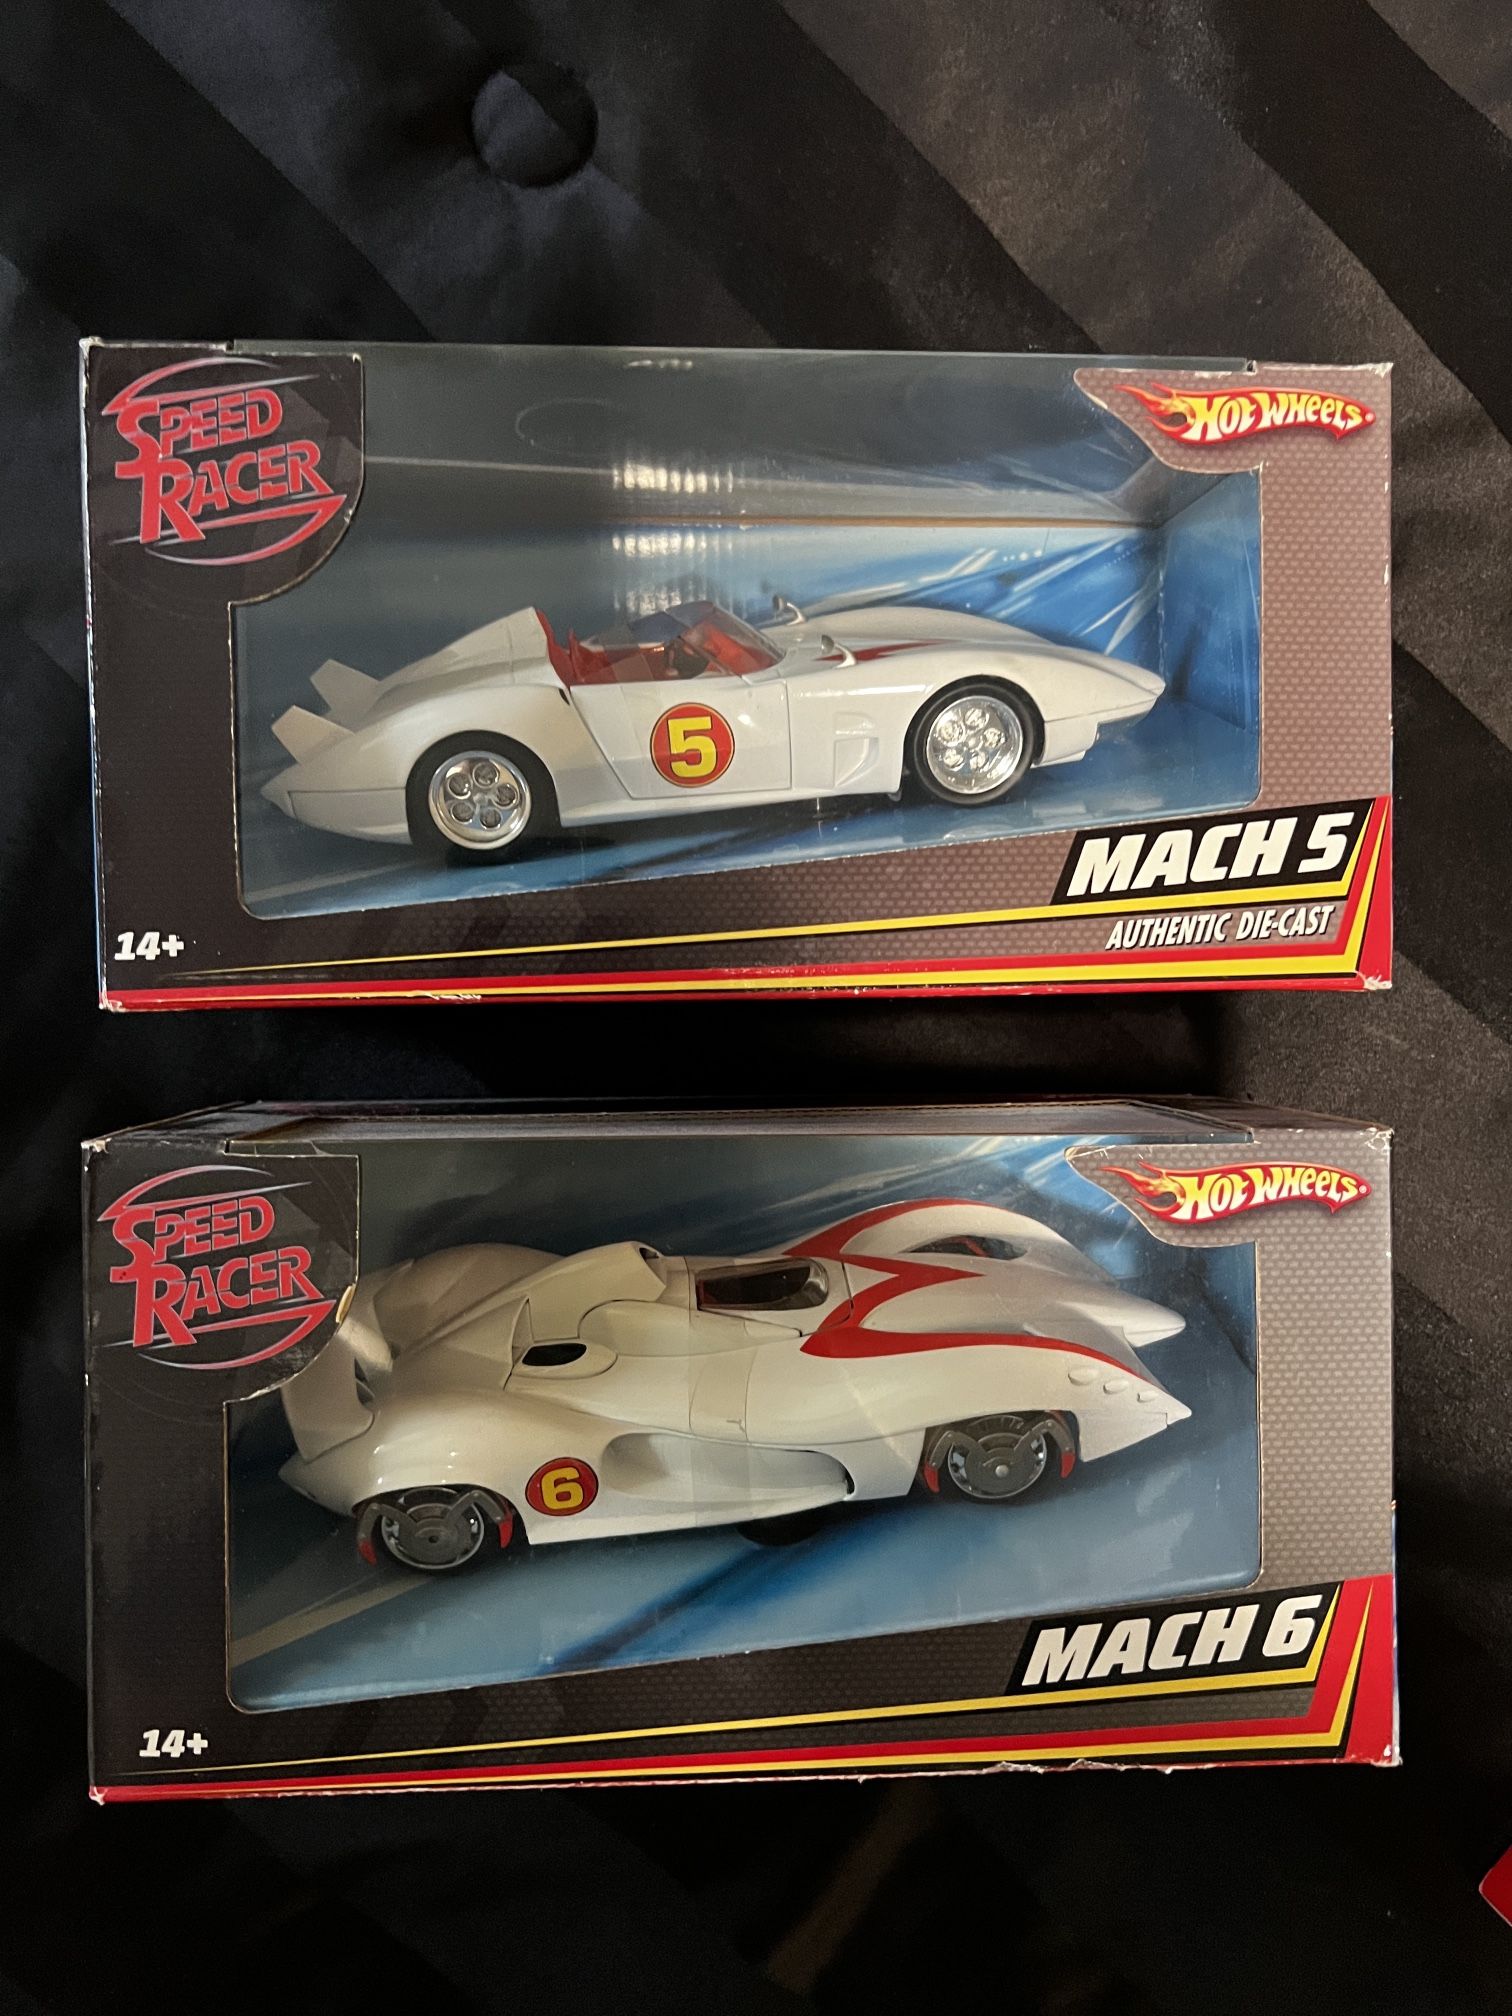 SPEED
RACER
HOT WHEELS
5
MACH 5
AUTHENTIC DIE-CAST
14+
SPEED
RACER
HOT WHEELS
6
MACH 6
14+